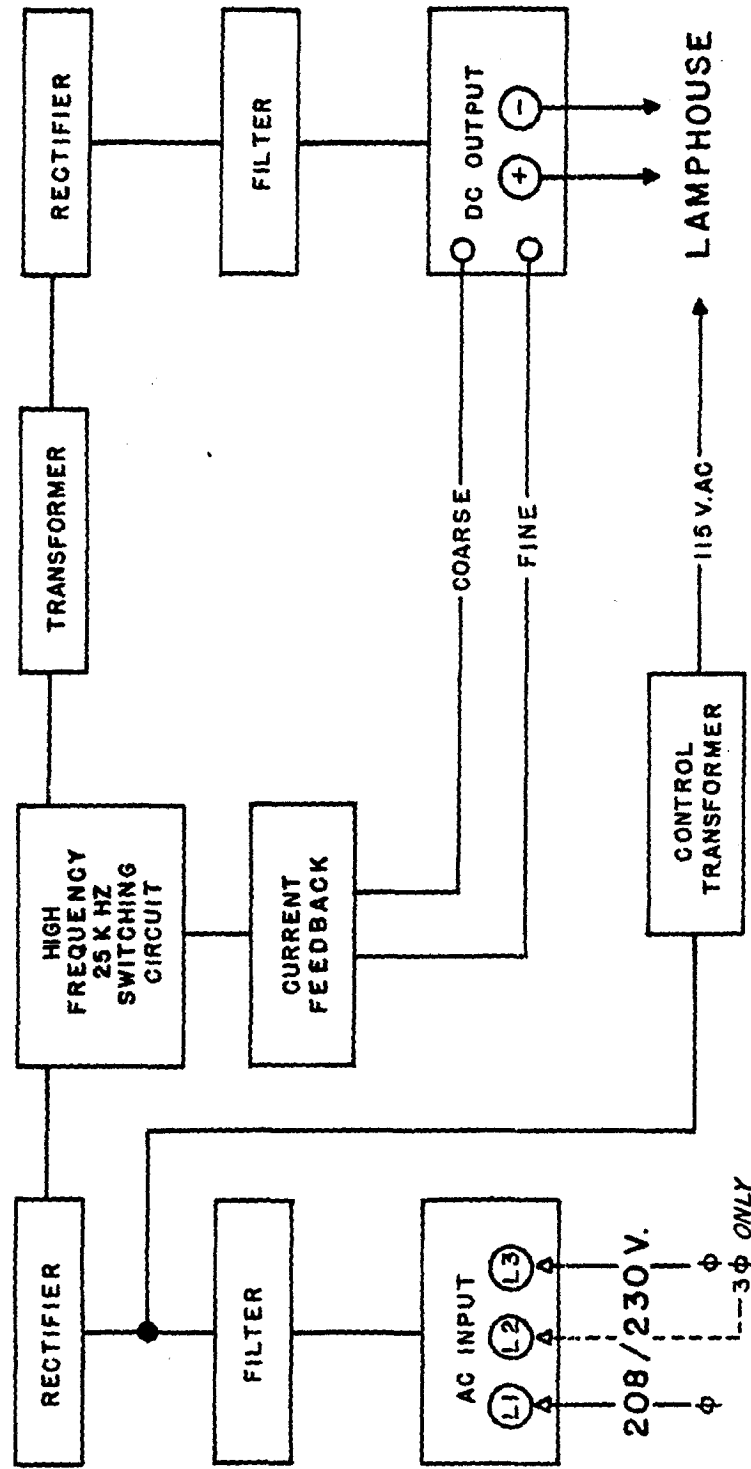 RECTIFIER
FILTER
AC INPUT
L1 L2 L3
208/230 V.
Φ Φ
3Φ ONLY
HIGH
FREQUENCY
25 K HZ
SWITCHING
CIRCUIT
CURRENT
FEEDBACK
CONTROL
TRANSFORMER
115 V.AC
TRANSFORMER
COARSE
FINE
RECTIFIER
FILTER
DC OUTPUT
+ -
LAMPHOUSE